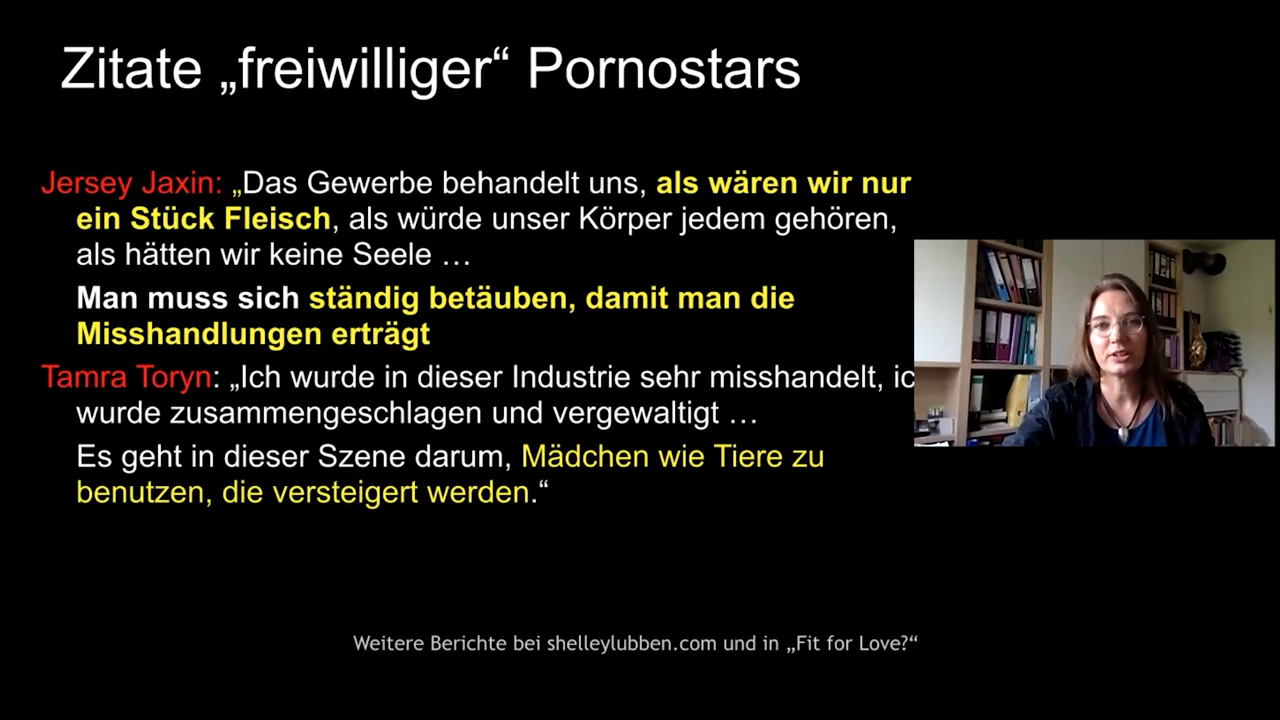 Zitate „freiwilliger“ Pornostars
Jersey Jaxin: „Das Gewerbe behandelt uns, als wären wir nur
ein Stück Fleisch, als würde unser Körper jedem gehören,
als hätten wir keine Seele …
Man muss sich ständig betäuben, damit man die
Misshandlungen erträgt
Tamra Toryn: „Ich wurde in dieser Industrie sehr misshandelt, ic
wurde zusammengeschlagen und vergewaltigt …
Es geht in dieser Szene darum, Mädchen wie Tiere zu
benutzen, die versteigert werden.“
Weitere Berichte bei shelleylubben.com und in „Fit for Love?“